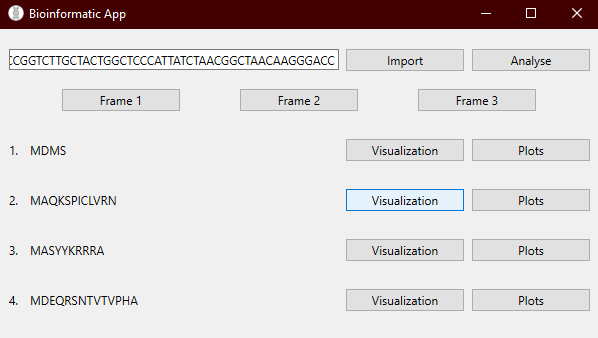 Bioinformatic App
CCGGTCTTGCTACTGGCTCCCATTATCTAACGGCTAACAAGGGACC Import Analyse
Frame 1 Frame 2 Frame 3
1. MDMS Visualization Plots
2. MAQKSPICLVRN Visualization Plots
3. MASYYKRRRA Visualization Plots
4. MDEQRSNTVTVPHA Visualization Plots